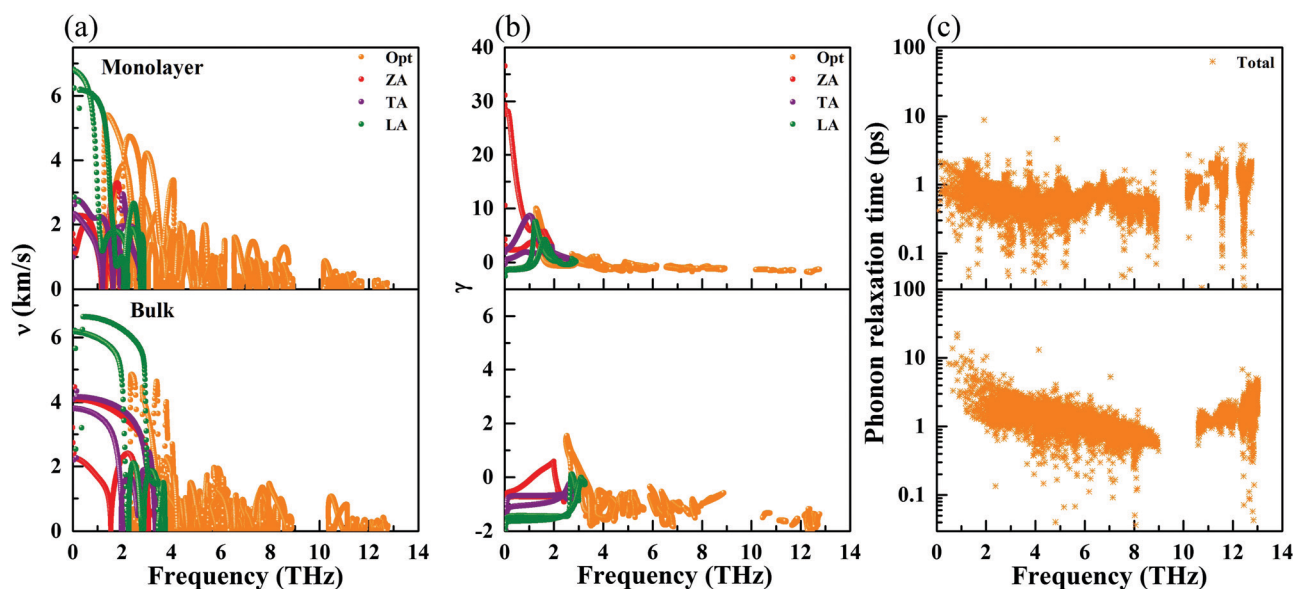 (a)
Monolayer
Opt
ZA
TA
LA
6
4
2
0
Bulk
6
4
2
0
ν (km/s)
0 2 4 6 8 10 12 14
Frequency (THz)
(b)
Opt
ZA
TA
LA
40
30
20
10
0
6
4
2
0
-2
γ
0 2 4 6 8 10 12 14
Frequency (THz)
(c)
Total
100
10
1
0.1
100
10
1
0.1
Phonon relaxation time (ps)
0 2 4 6 8 10 12 13 14
Frequency (THz)